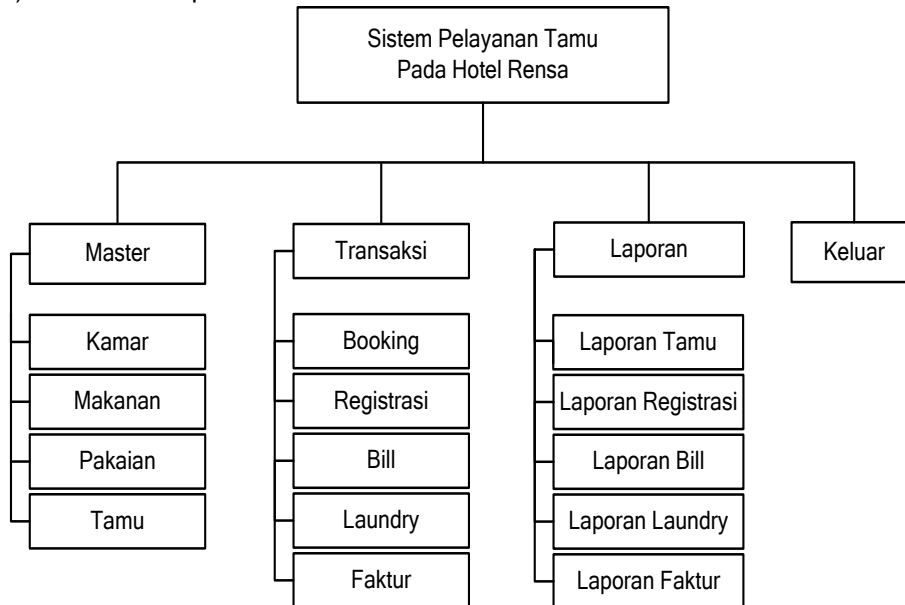 Sistem Pelayanan Tamu
Pada Hotel Rensa
Master
Transaksi
Laporan
Keluar
Kamar
Makanan
Pakaian
Tamu
Booking
Registrasi
Bill
Laundry
Faktur
Laporan Tamu
Laporan Registrasi
Laporan Bill
Laporan Laundry
Laporan Faktur